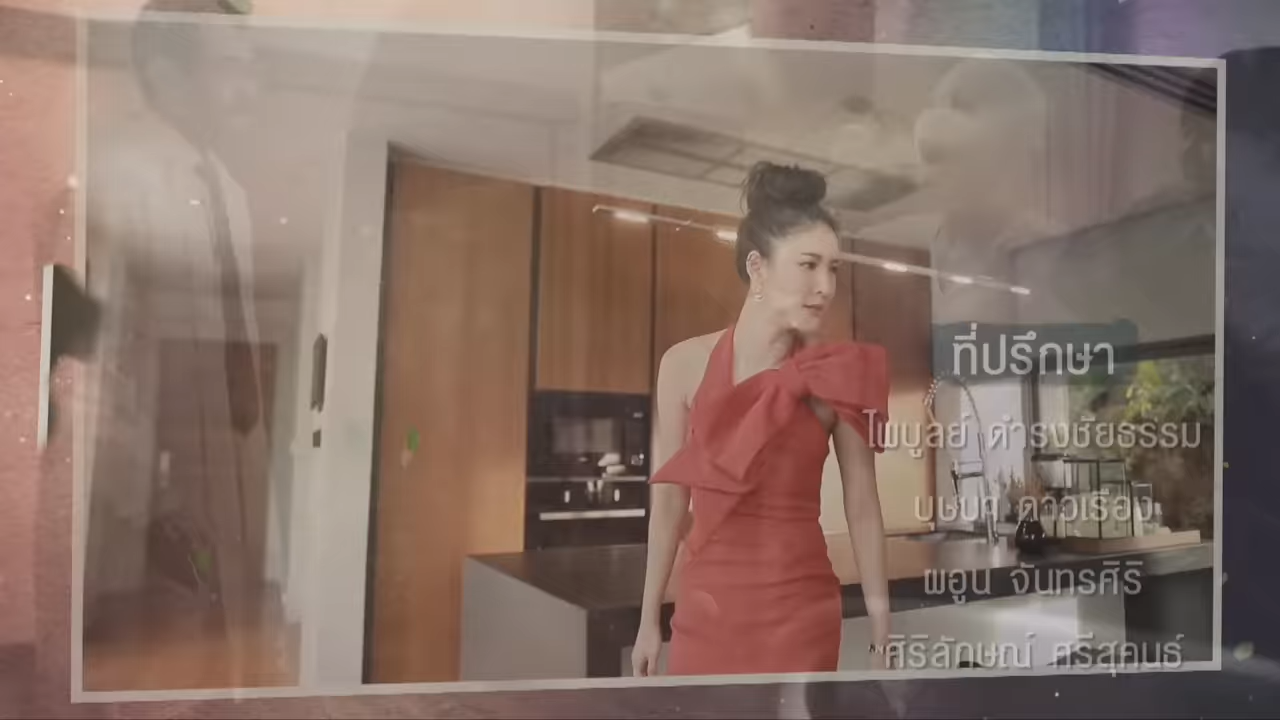 ที่ปรึกษา
ไพบูลย์ ดำรงชัยธรรม
บุษบา ดาวเรือง
ผอูน จันทรศิริ
ศิริลักษณ์ ศรีสุคนธ์